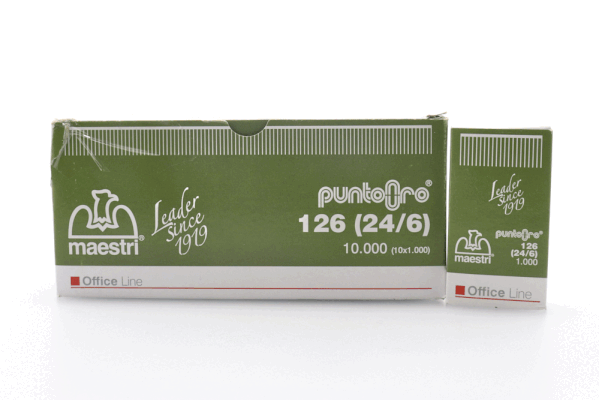 maestri®
Leader
since
1919
puntoOro®
126 (24/6)
10.000 (10x1.000)
Office Line
Leader
since
1919
maestri®
puntoOro®
126
(24/6)
1.000
Office Line